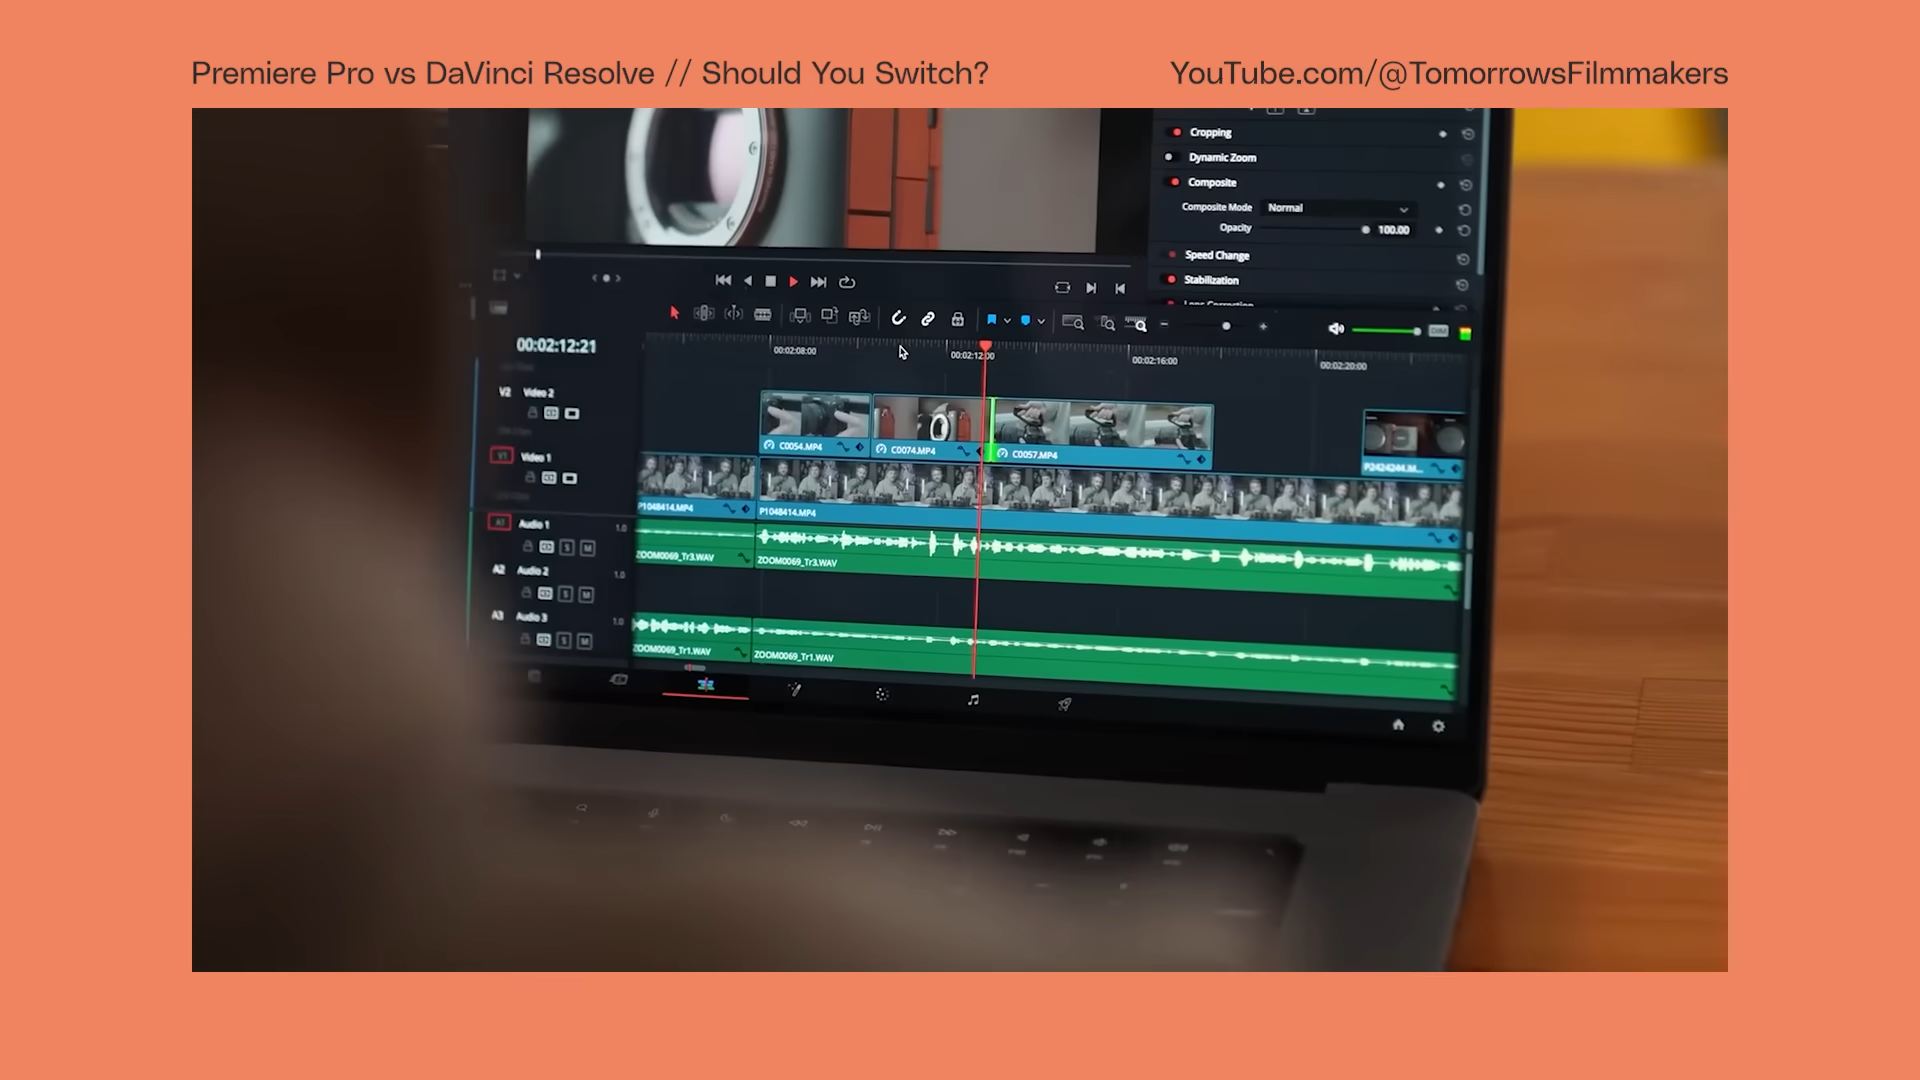 Premiere Pro vs DaVinci Resolve // Should You Switch?
YouTube.com/@TomorrowsFilmmakers
Cropping
Dynamic Zoom
Composite
Composite Mode Normal
Opacity 100.00
Speed Change
Stabilization
Lens Correction
DIM
00:02:12:21
00:02:08:00
00:02:12:00
00:02:16:00
00:02:20:00
V2 Video 2
C0054.MP4
C0074.MP4
C0057.MP4
P2424244.M...
V1 Video 1
P1048414.MP4
P1048414.MP4
A1 Audio 1 1.0
S M
ZOOM0069_Tr3.WAV
ZOOM0069_Tr3.WAV
A2 Audio 2 1.0
S M
A3 Audio 3 1.0
S M
ZOOM0069_Tr1.WAV
ZOOM0069_Tr1.WAV